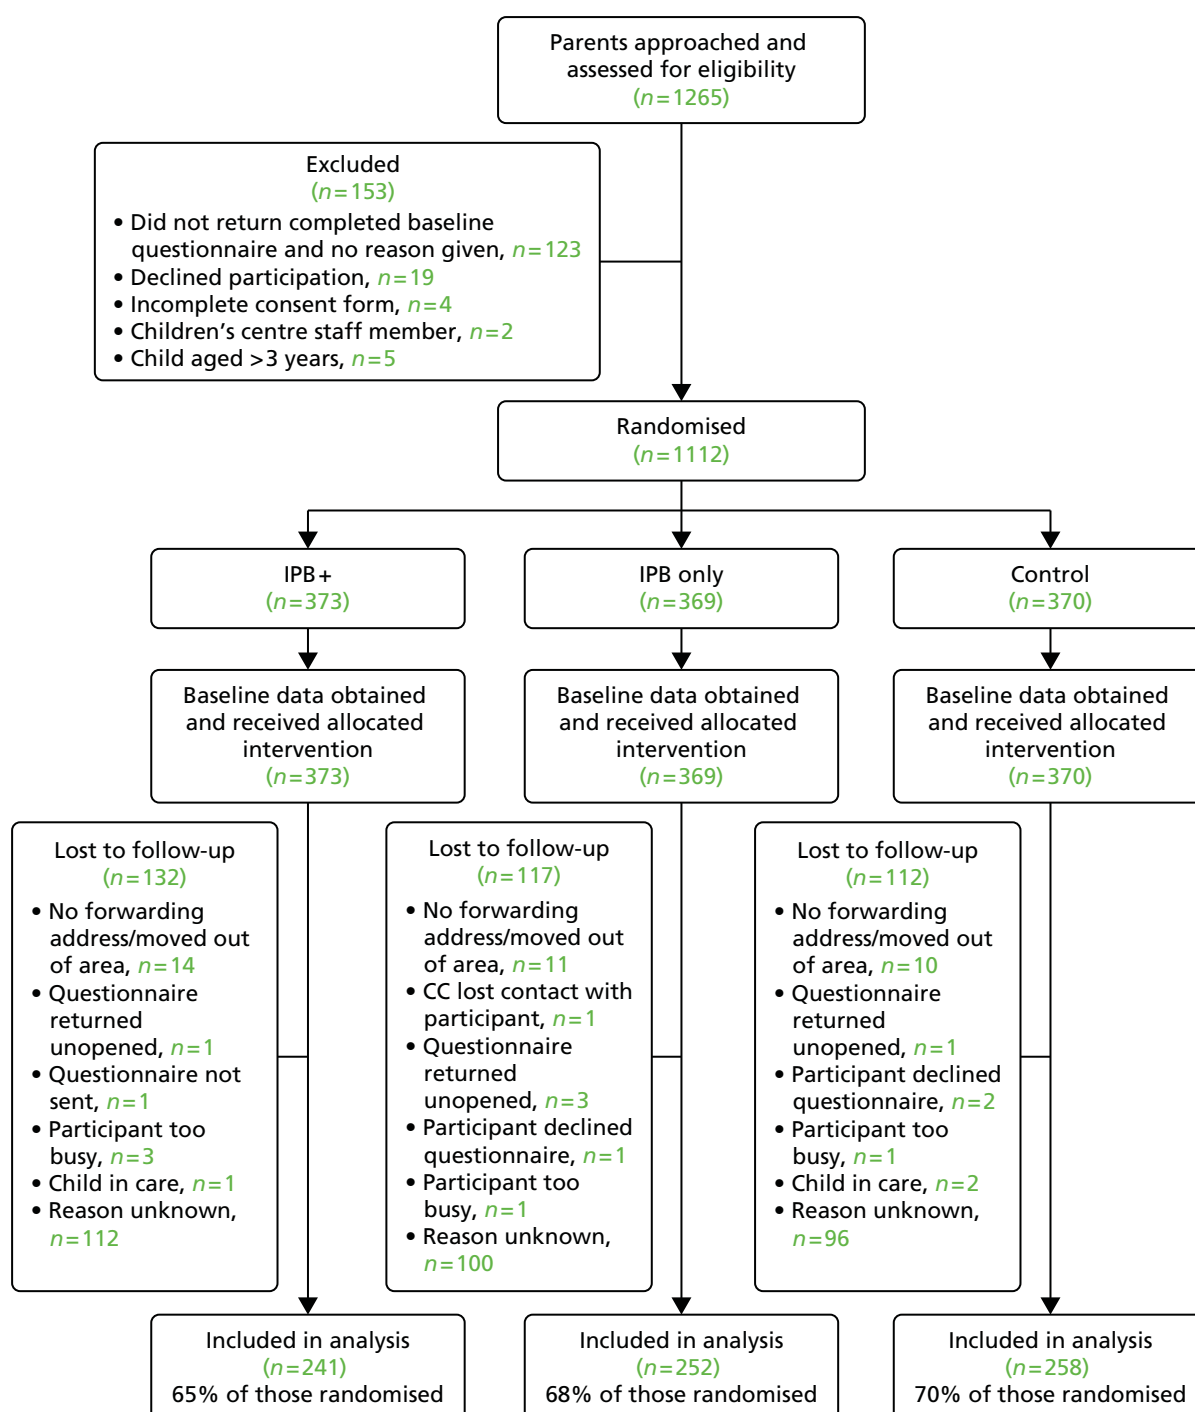 Parents approached and
assessed for eligibility
(n=1265)
Excluded
(n=153)
• Did not return completed baseline
questionnaire and no reason given, n=123
• Declined participation, n=19
• Incomplete consent form, n=4
• Children's centre staff member, n=2
• Child aged >3 years, n=5
Randomised
(n=1112)
IPB+
(n=373)
IPB only
(n=369)
Control
(n=370)
Baseline data obtained
and received allocated
intervention
(n=373)
Baseline data obtained
and received allocated
intervention
(n=369)
Baseline data obtained
and received allocated
intervention
(n=370)
Lost to follow-up
(n=132)
• No forwarding
address/moved out
of area, n=14
• Questionnaire
returned
unopened, n=1
• Questionnaire not
sent, n=1
• Participant too
busy, n=3
• Child in care, n=1
• Reason unknown,
n=112
Lost to follow-up
(n=117)
• No forwarding
address/moved out
of area, n=11
• CC lost contact with
participant, n=1
• Questionnaire
returned
unopened, n=3
• Participant declined
questionnaire, n=1
• Participant too
busy, n=1
• Reason unknown,
n=100
Lost to follow-up
(n=112)
• No forwarding
address/moved out
of area, n=10
• Questionnaire
returned
unopened, n=1
• Participant declined
questionnaire, n=2
• Participant too
busy, n=1
• Child in care, n=2
• Reason unknown,
n=96
Included in analysis
(n=241)
65% of those randomised
Included in analysis
(n=252)
68% of those randomised
Included in analysis
(n=258)
70% of those randomised